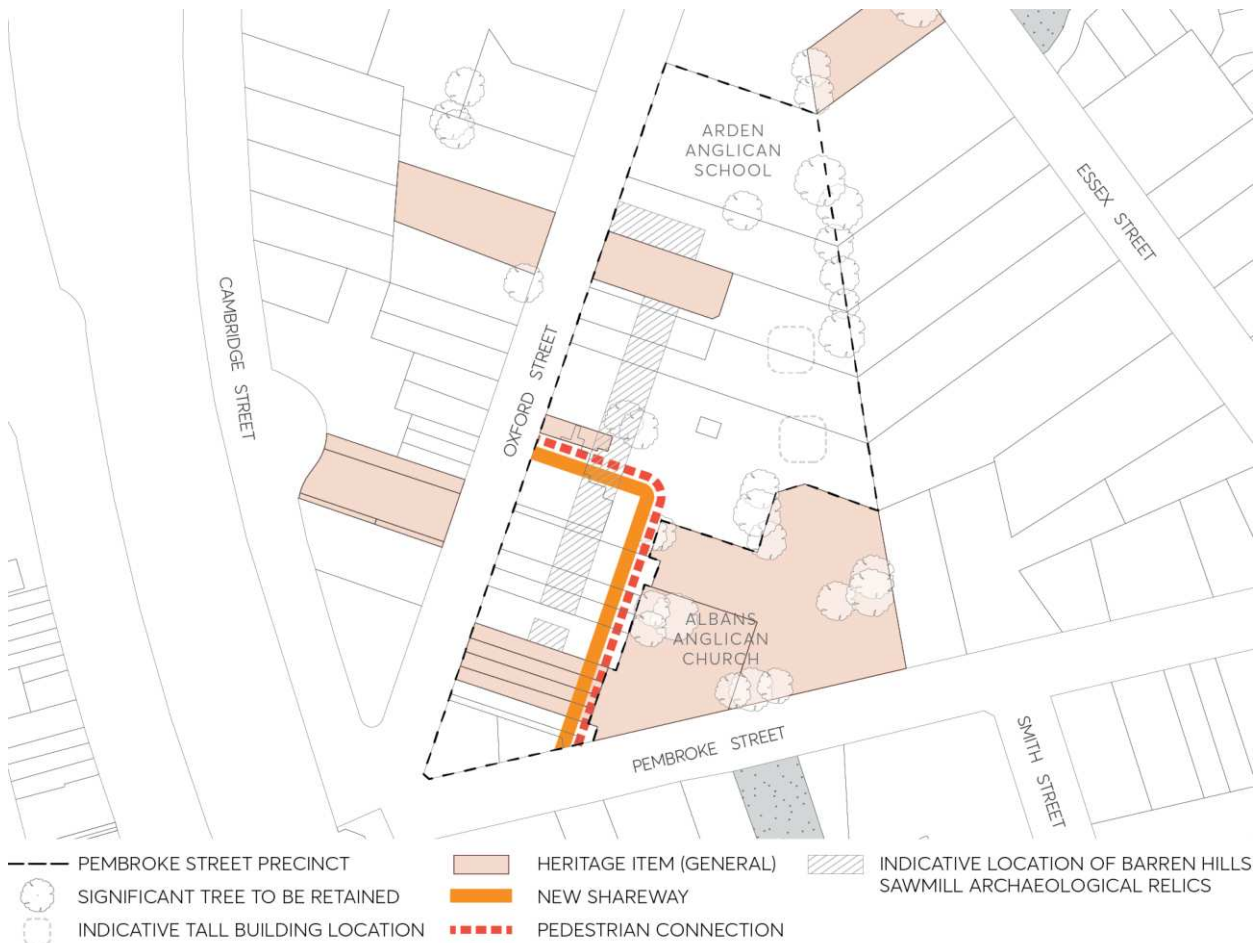 ARDEN
ANGLICAN
SCHOOL
ESSEX STREET
CAMBRIDGE STREET
OXFORD STREET
ALBANS
ANGLICAN
CHURCH
PEMBROKE STREET
SMITH STREET
PEMBROKE STREET PRECINCT
SIGNIFICANT TREE TO BE RETAINED
INDICATIVE TALL BUILDING LOCATION
HERITAGE ITEM (GENERAL)
NEW SHAREWAY
PEDESTRIAN CONNECTION
INDICATIVE LOCATION OF BARREN HILLS
SAWMILL ARCHAEOLOGICAL RELICS